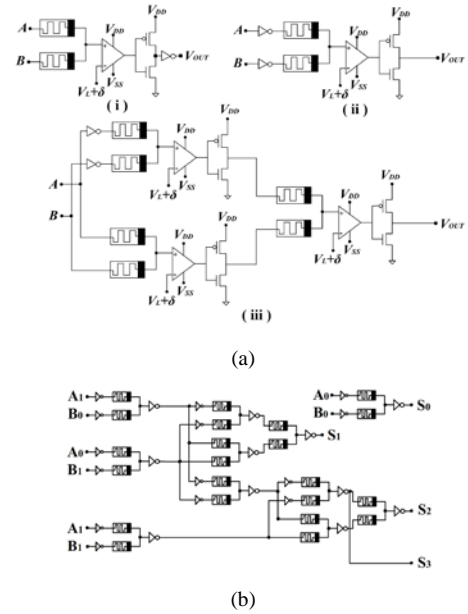 A
B
V_DD
V_DD
V_OUT
V_L+δ
V_SS
( i )
A
B
V_DD
V_DD
V_OUT
V_L+δ
V_SS
( ii )
V_DD
V_DD
V_L+δ
V_SS
A
B
V_DD
V_DD
V_OUT
V_L+δ
V_SS
V_DD
V_DD
V_L+δ
V_SS
( iii )
(a)
A1
B0
A0
B0
S0
S1
A0
B1
A1
B1
S2
S3
(b)